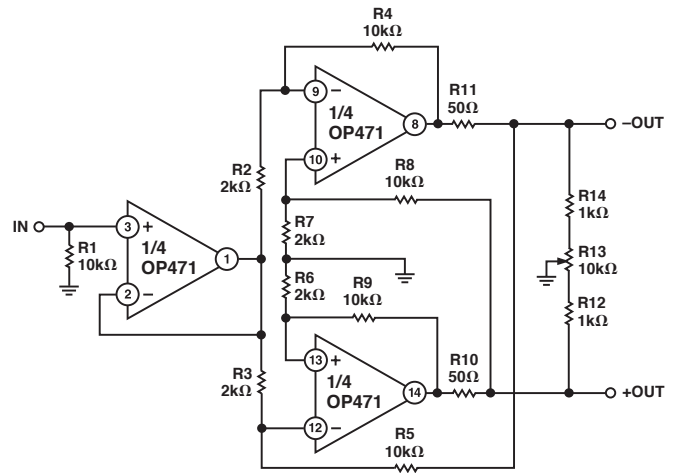 R4
10kΩ
9
–
1/4
OP471
8
10
+
R11
50Ω
–OUT
R2
2kΩ
R8
10kΩ
R7
2kΩ
R14
1kΩ
IN
3
+
R1
10kΩ
1/4
OP471
1
2
–
R6
2kΩ
R9
10kΩ
R13
10kΩ
R12
1kΩ
R3
2kΩ
13
+
1/4
OP471
14
12
–
R10
50Ω
+OUT
R5
10kΩ